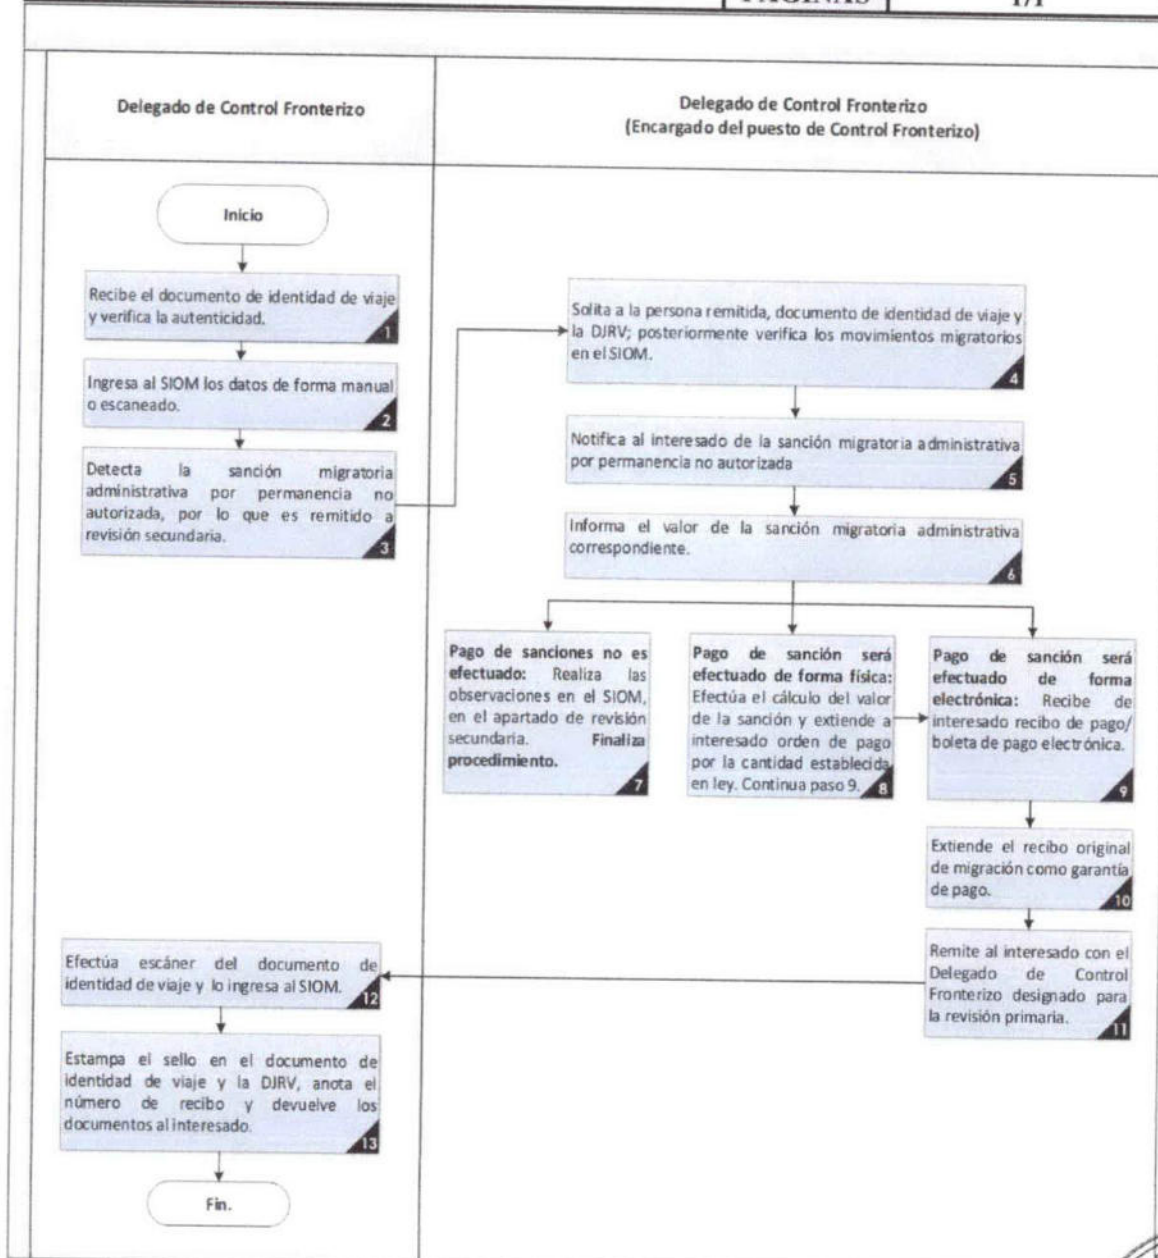 PÁGINAS
1/1
Delegado de Control Fronterizo
Delegado de Control Fronterizo
(Encargado del puesto de Control Fronterizo)
Inicio
Recibe el documento de identidad de viaje
y verifica la autenticidad.
1
Ingresa al SIOM los datos de forma manual
o escaneado.
2
Detecta la sanción migratoria
administrativa por permanencia no
autorizada, por lo que es remitido a
revisión secundaria.
3
Solita a la persona remitida, documento de identidad de viaje y
la DJRV; posteriormente verifica los movimientos migratorios
en el SIOM.
4
Notifica al interesado de la sanción migratoria administrativa
por permanencia no autorizada
5
Informa el valor de la sanción migratoria administrativa
correspondiente.
6
Pago de sanciones no es
efectuado: Realiza las
observaciones en el SIOM,
en el apartado de revisión
secundaria. Finaliza
procedimiento.
7
Pago de sanción será
efectuado de forma física:
Efectúa el cálculo del valor
de la sanción y extiende a
interesado orden de pago
por la cantidad establecida
en ley. Continua paso 9.
8
Pago de sanción será
efectuado de forma
electrónica: Recibe de
interesado recibo de pago/
boleta de pago electrónica.
9
Extiende el recibo original
de migración como garantía
de pago.
10
Remite al interesado con el
Delegado de Control
Fronterizo designado para
la revisión primaria.
11
Efectúa escáner del documento de
identidad de viaje y lo ingresa al SIOM.
12
Estampa el sello en el documento de
identidad de viaje y la DJRV, anota el
número de recibo y devuelve los
documentos al interesado.
13
Fin.